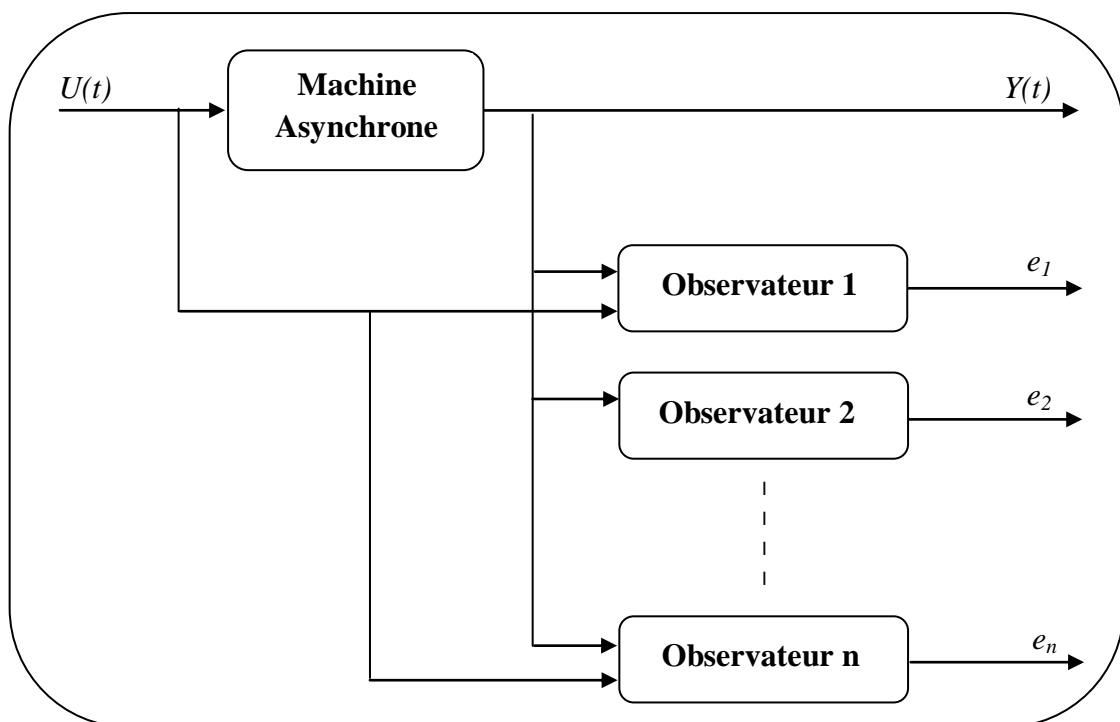 Machine
Asynchrone
U(t)
Y(t)
Observateur 1
e1
Observateur 2
e2
Observateur n
en